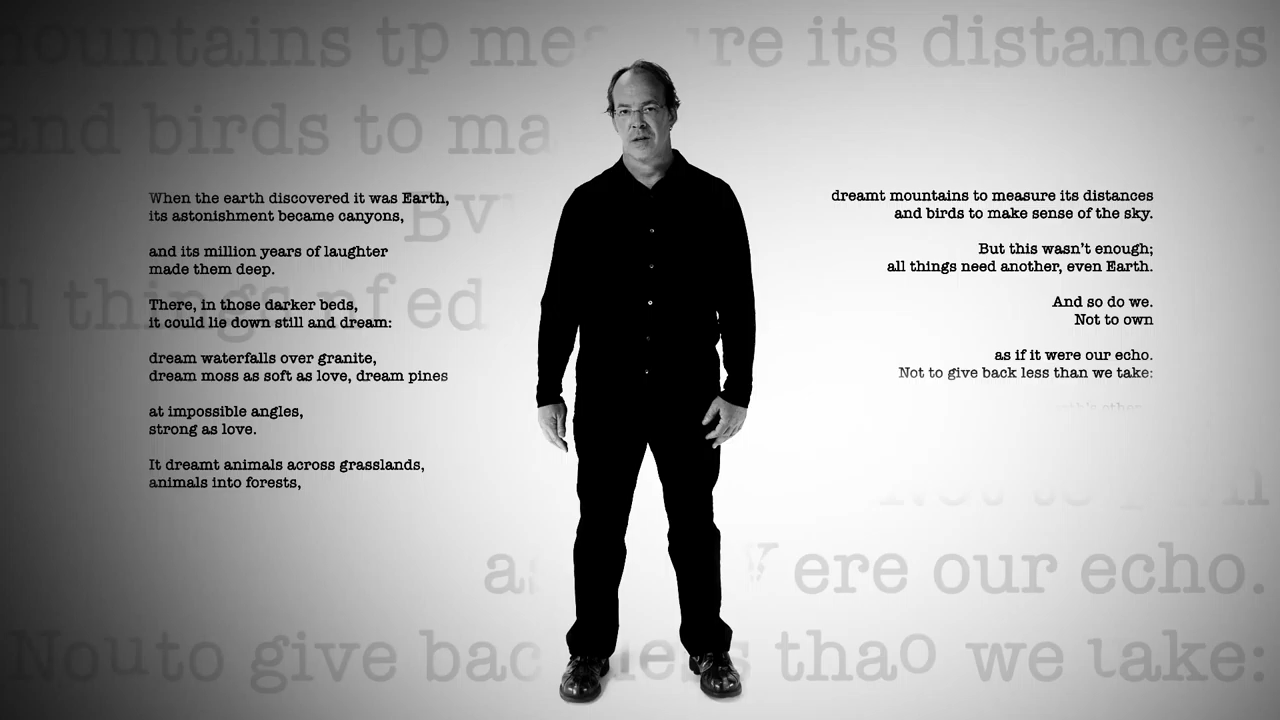 When the earth discovered it was Earth,
its astonishment became canyons,
and its million years of laughter
made them deep.
There, in those darker beds,
it could lie down still and dream:
dream waterfalls over granite,
dream moss as soft as love, dream pines
at impossible angles,
strong as love.
It dreamt animals across grasslands,
animals into forests,
dreamt mountains to measure its distances
and birds to make sense of the sky.
But this wasn't enough;
all things need another, even Earth.
And so do we.
Not to own
as if it were our echo.
Not to give back less than we take:
its distances
and birds to
ere our echo.
to give we take: